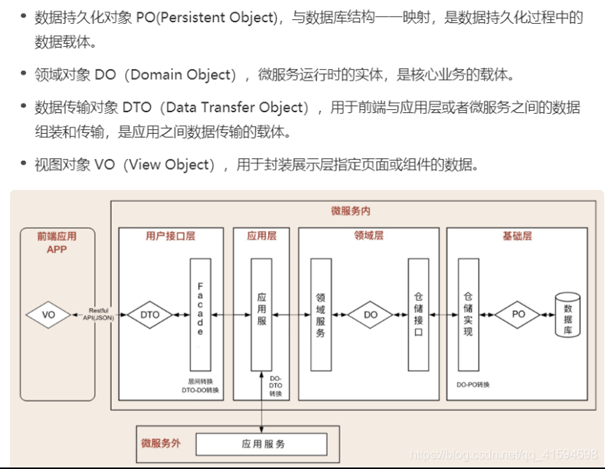 数据持久化对象 PO(Persistent Object)，与数据库结构一一映射，是数据持久化过程中的
数据载体。
领域对象 DO（Domain Object），微服务运行时的实体，是核心业务的载体。
数据传输对象 DTO（Data Transfer Object），用于前端与应用层或者微服务之间的数据
组装和传输，是应用之间数据传输的载体。
视图对象 VO（View Object），用于封装展示层指定页面或组件的数据。
微服务内
前端应用
APP
用户接口层
应用层
领域层
基础层
VO
Restful
API(JSON)
DTO
Facade
应用服
领域服务
DO
仓储接口
仓储实现
PO
数据库
层间转换
DTO-DO转换
DO-
DTO
转换
DO-PO转换
微服务外
应用服务
https://blog.csdn.net/qq_41594698